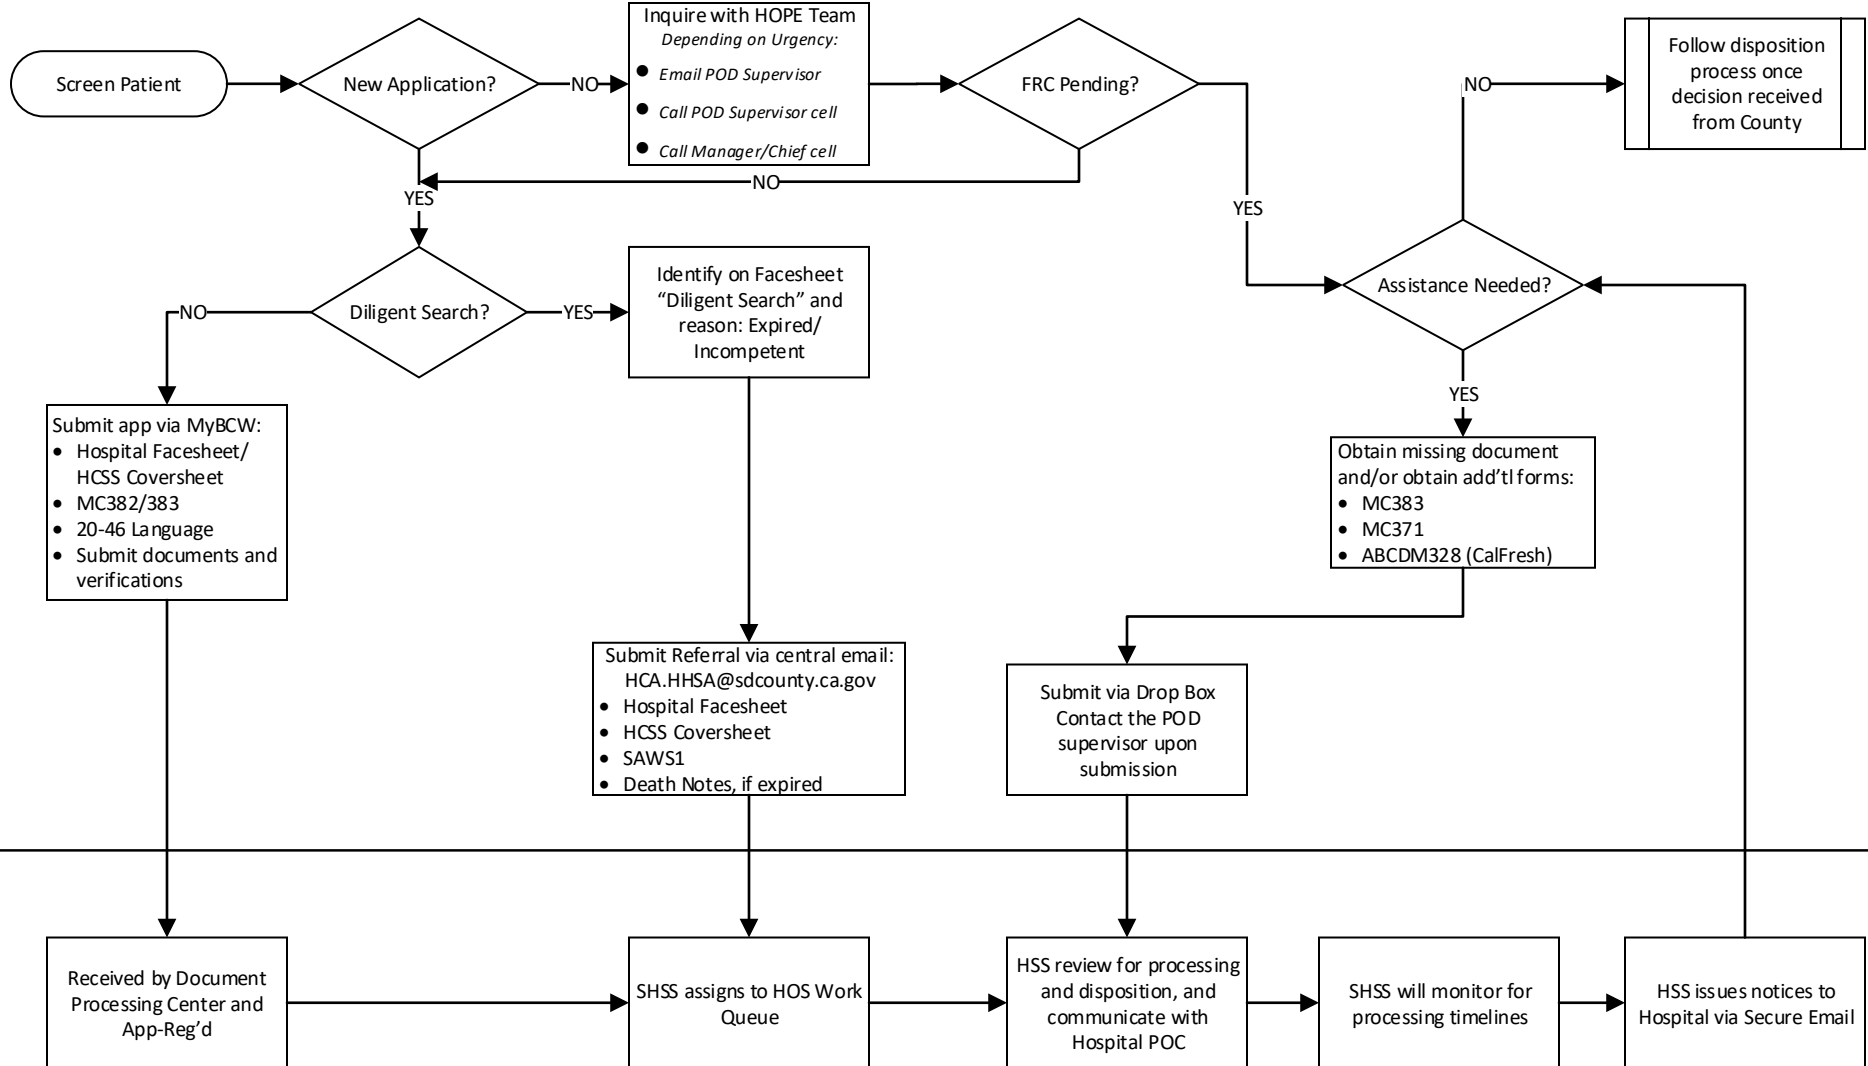 Screen Patient
New Application?
NO
Inquire with HOPE Team
Depending on Urgency:
● Email POD Supervisor
● Call POD Supervisor cell
● Call Manager/Chief cell
FRC Pending?
NO
Follow disposition
process once
decision received
from County
NO
YES
YES
Diligent Search?
NO
YES
Identify on Facesheet
“Diligent Search” and
reason: Expired/
Incompetent
Assistance Needed?
YES
Submit app via MyBCW:
• Hospital Facesheet/
HCSS Coversheet
• MC382/383
• 20-46 Language
• Submit documents and
verifications
Obtain missing document
and/or obtain add’tl forms:
• MC383
• MC371
• ABCDM328 (CalFresh)
Submit Referral via central email:
HCA.HHSA@sdcounty.ca.gov
• Hospital Facesheet
• HCSS Coversheet
• SAWS1
• Death Notes, if expired
Submit via Drop Box
Contact the POD
supervisor upon
submission
Received by Document
Processing Center and
App-Reg’d
SHSS assigns to HOS Work
Queue
HSS review for processing
and disposition, and
communicate with
Hospital POC
SHSS will monitor for
processing timelines
HSS issues notices to
Hospital via Secure Email